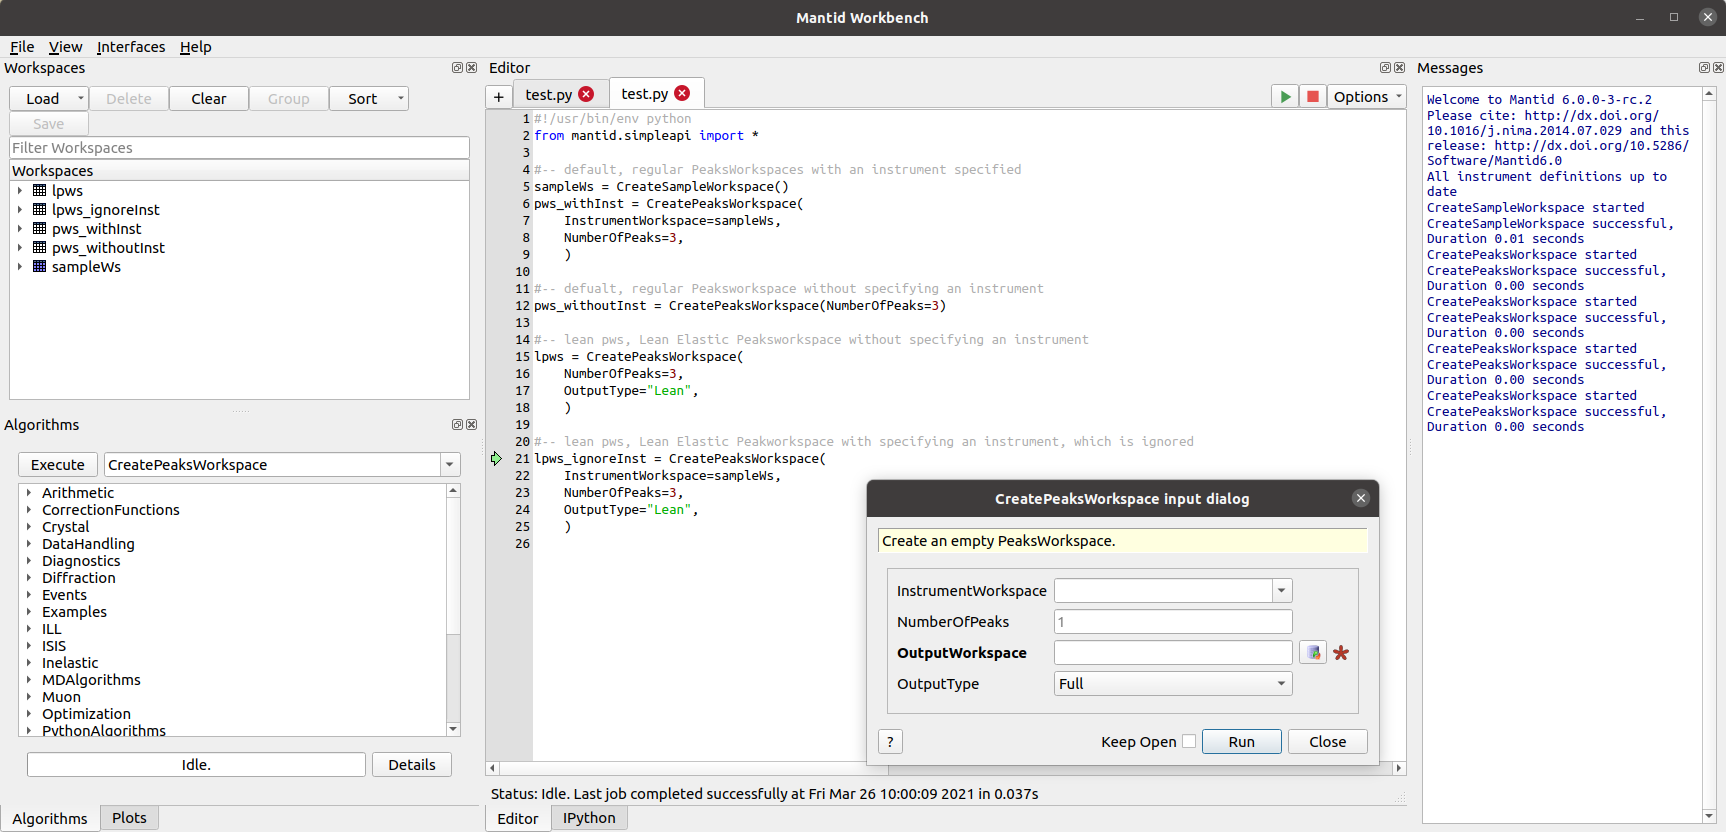 Mantid Workbench
File View Interfaces Help
Workspaces
Load Delete Clear Group Sort
Save
Filter Workspaces
Workspaces
lpws
lpws_ignoreInst
pws_withInst
pws_withoutInst
sampleWs
Algorithms
Execute CreatePeaksWorkspace
Arithmetic
CorrectionFunctions
Crystal
DataHandling
Diagnostics
Diffraction
Events
Examples
ILL
ISIS
Inelastic
MDAlgorithms
Muon
Optimization
PythonAlgorithms
Idle. Details
Algorithms Plots
Editor
+ test.py test.py Options
1 #!/usr/bin/env python
2 from mantid.simpleapi import *
3
4 #-- default, regular PeaksWorkspaces with an instrument specified
5 sampleWs = CreateSampleWorkspace()
6 pws_withInst = CreatePeaksWorkspace(
7 InstrumentWorkspace=sampleWs,
8 NumberOfPeaks=3,
9 )
10
11 #-- defualt, regular Peaksworkspace without specifying an instrument
12 pws_withoutInst = CreatePeaksWorkspace(NumberOfPeaks=3)
13
14 #-- lean pws, Lean Elastic Peaksworkspace without specifying an instrument
15 lpws = CreatePeaksWorkspace(
16 NumberOfPeaks=3,
17 OutputType="Lean",
18 )
19
20 #-- lean pws, Lean Elastic Peakworkspace with specifying an instrument, which is ignored
21 lpws_ignoreInst = CreatePeaksWorkspace(
22 InstrumentWorkspace=sampleWs,
23 NumberOfPeaks=3,
24 OutputType="Lean",
25 )
26
CreatePeaksWorkspace input dialog
Create an empty PeaksWorkspace.
InstrumentWorkspace
NumberOfPeaks 1
OutputWorkspace
OutputType Full
? Keep Open Run Close
Status: Idle. Last job completed successfully at Fri Mar 26 10:00:09 2021 in 0.037s
Editor IPython
Messages
Welcome to Mantid 6.0.0-3-rc.2
Please cite: http://dx.doi.org/
10.1016/j.nima.2014.07.029 and this
release: http://dx.doi.org/10.5286/
Software/Mantid6.0
All instrument definitions up to
date
CreateSampleWorkspace started
CreateSampleWorkspace successful,
Duration 0.01 seconds
CreatePeaksWorkspace started
CreatePeaksWorkspace successful,
Duration 0.00 seconds
CreatePeaksWorkspace started
CreatePeaksWorkspace successful,
Duration 0.00 seconds
CreatePeaksWorkspace started
CreatePeaksWorkspace successful,
Duration 0.00 seconds
CreatePeaksWorkspace started
CreatePeaksWorkspace successful,
Duration 0.00 seconds